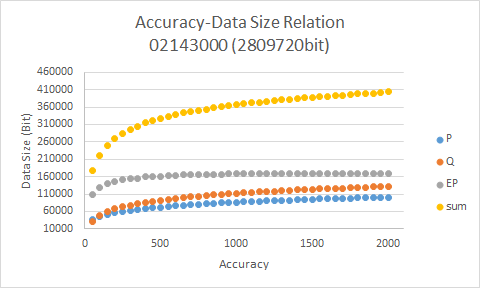 Accuracy-Data Size Relation
02143000 (2809720bit)
460000
410000
360000
310000
260000
210000
160000
110000
60000
10000
Data Size (Bit)
0
500
1000
1500
2000
Accuracy
P
Q
EP
sum